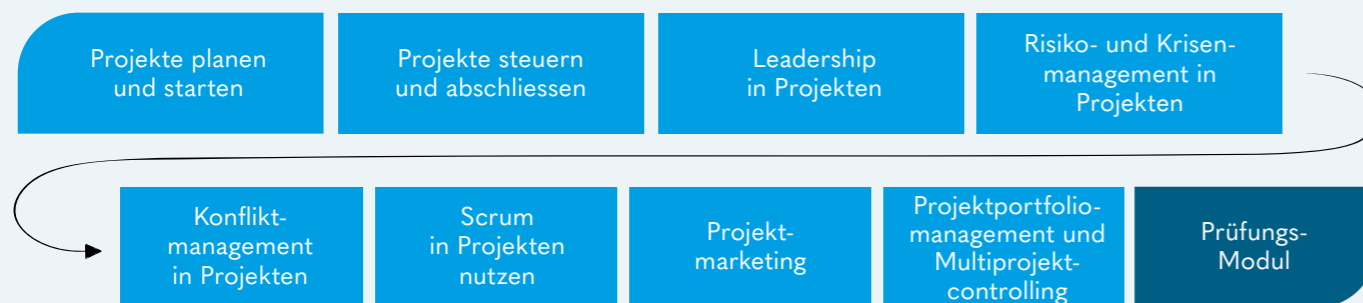 Projekte planen
und starten
Projekte steuern
und abschliessen
Leadership
in Projekten
Risiko- und Krisen-
management in
Projekten
Konflikt-
management
in Projekten
Scrum
in Projekten
nutzen
Projekt-
marketing
Projektportfolio-
management und
Multiprojekt-
controlling
Prüfungs-
Modul